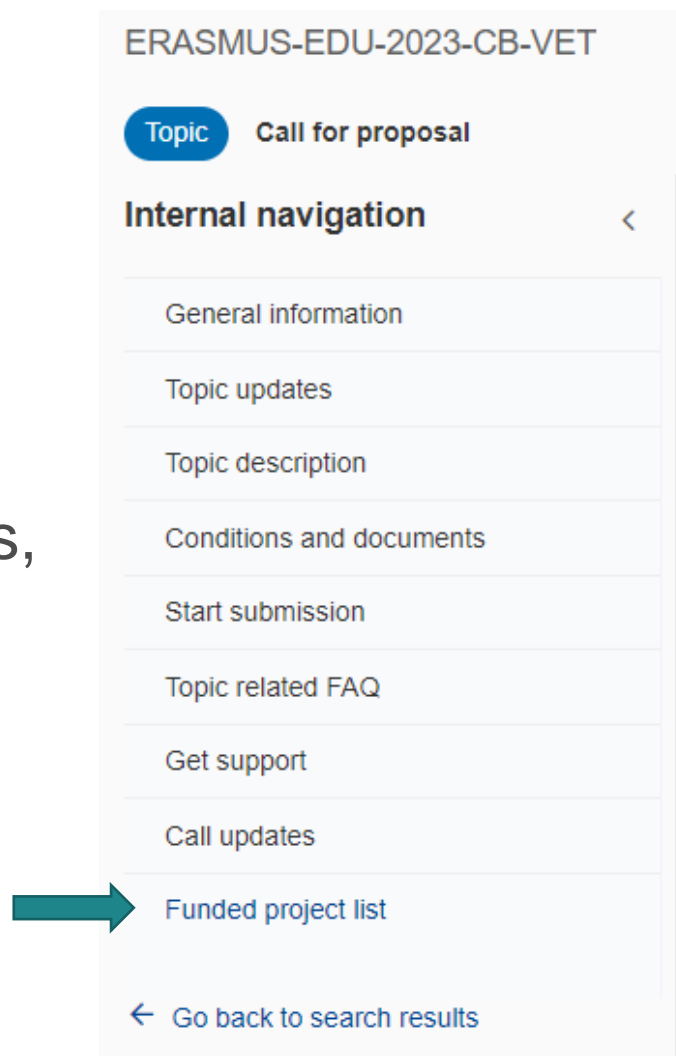 ERASMUS-EDU-2023-CB-VET
Topic Call for proposal
Internal navigation <
General information
Topic updates
Topic description
s,
Conditions and documents
Start submission
Topic related FAQ
Get support
Call updates
Funded project list
← Go back to search results